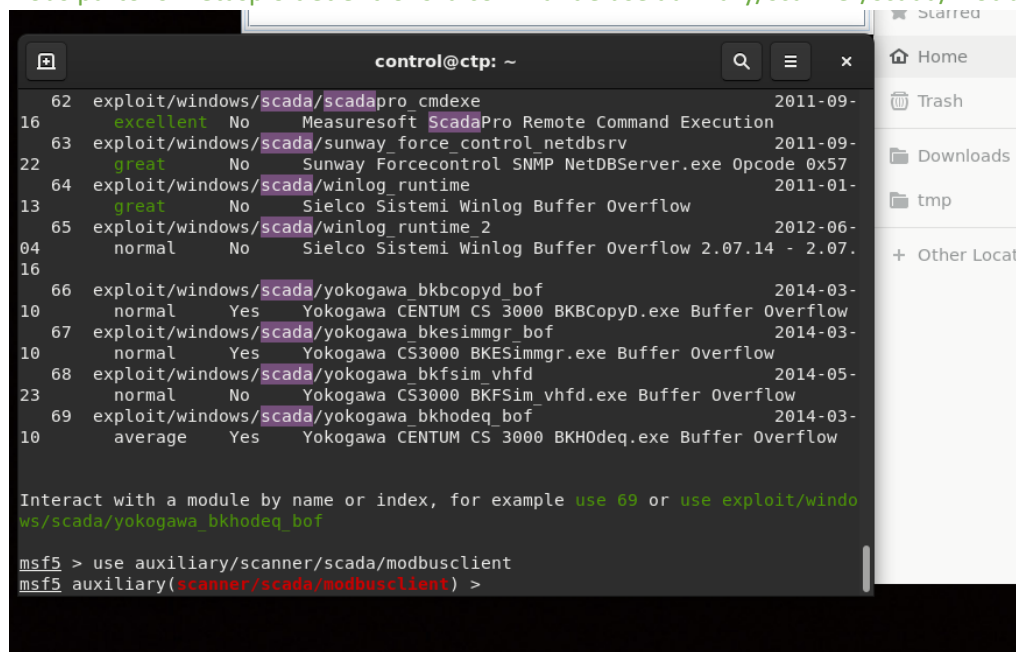 Starred
control@ctp: ~
Home
Trash
Downloads
tmp
+ Other Locat
62 exploit/windows/scada/scadapro_cmdexe 2011-09-
16 excellent No Measuresoft ScadaPro Remote Command Execution
63 exploit/windows/scada/sunway_force_control_netdbsrv 2011-09-
22 great No Sunway Forcecontrol SNMP NetDBServer.exe Opcode 0x57
64 exploit/windows/scada/winlog_runtime 2011-01-
13 great No Sielco Sistemi Winlog Buffer Overflow
65 exploit/windows/scada/winlog_runtime_2 2012-06-
04 normal No Sielco Sistemi Winlog Buffer Overflow 2.07.14 - 2.07.
16
66 exploit/windows/scada/yokogawa_bkbcopyd_bof 2014-03-
10 normal Yes Yokogawa CENTUM CS 3000 BKBCopyD.exe Buffer Overflow
67 exploit/windows/scada/yokogawa_bkesimmgr_bof 2014-03-
10 normal Yes Yokogawa CS3000 BKESimmgr.exe Buffer Overflow
68 exploit/windows/scada/yokogawa_bkfsim_vhfd 2014-05-
23 normal No Yokogawa CS3000 BKFSim_vhfd.exe Buffer Overflow
69 exploit/windows/scada/yokogawa_bkhodeq_bof 2014-03-
10 average Yes Yokogawa CENTUM CS 3000 BKHOdeq.exe Buffer Overflow
Interact with a module by name or index, for example use 69 or use exploit/windo
ws/scada/yokogawa_bkhodeq_bof
msf5 > use auxiliary/scanner/scada/modbusclient
msf5 auxiliary(scanner/scada/modbusclient) >